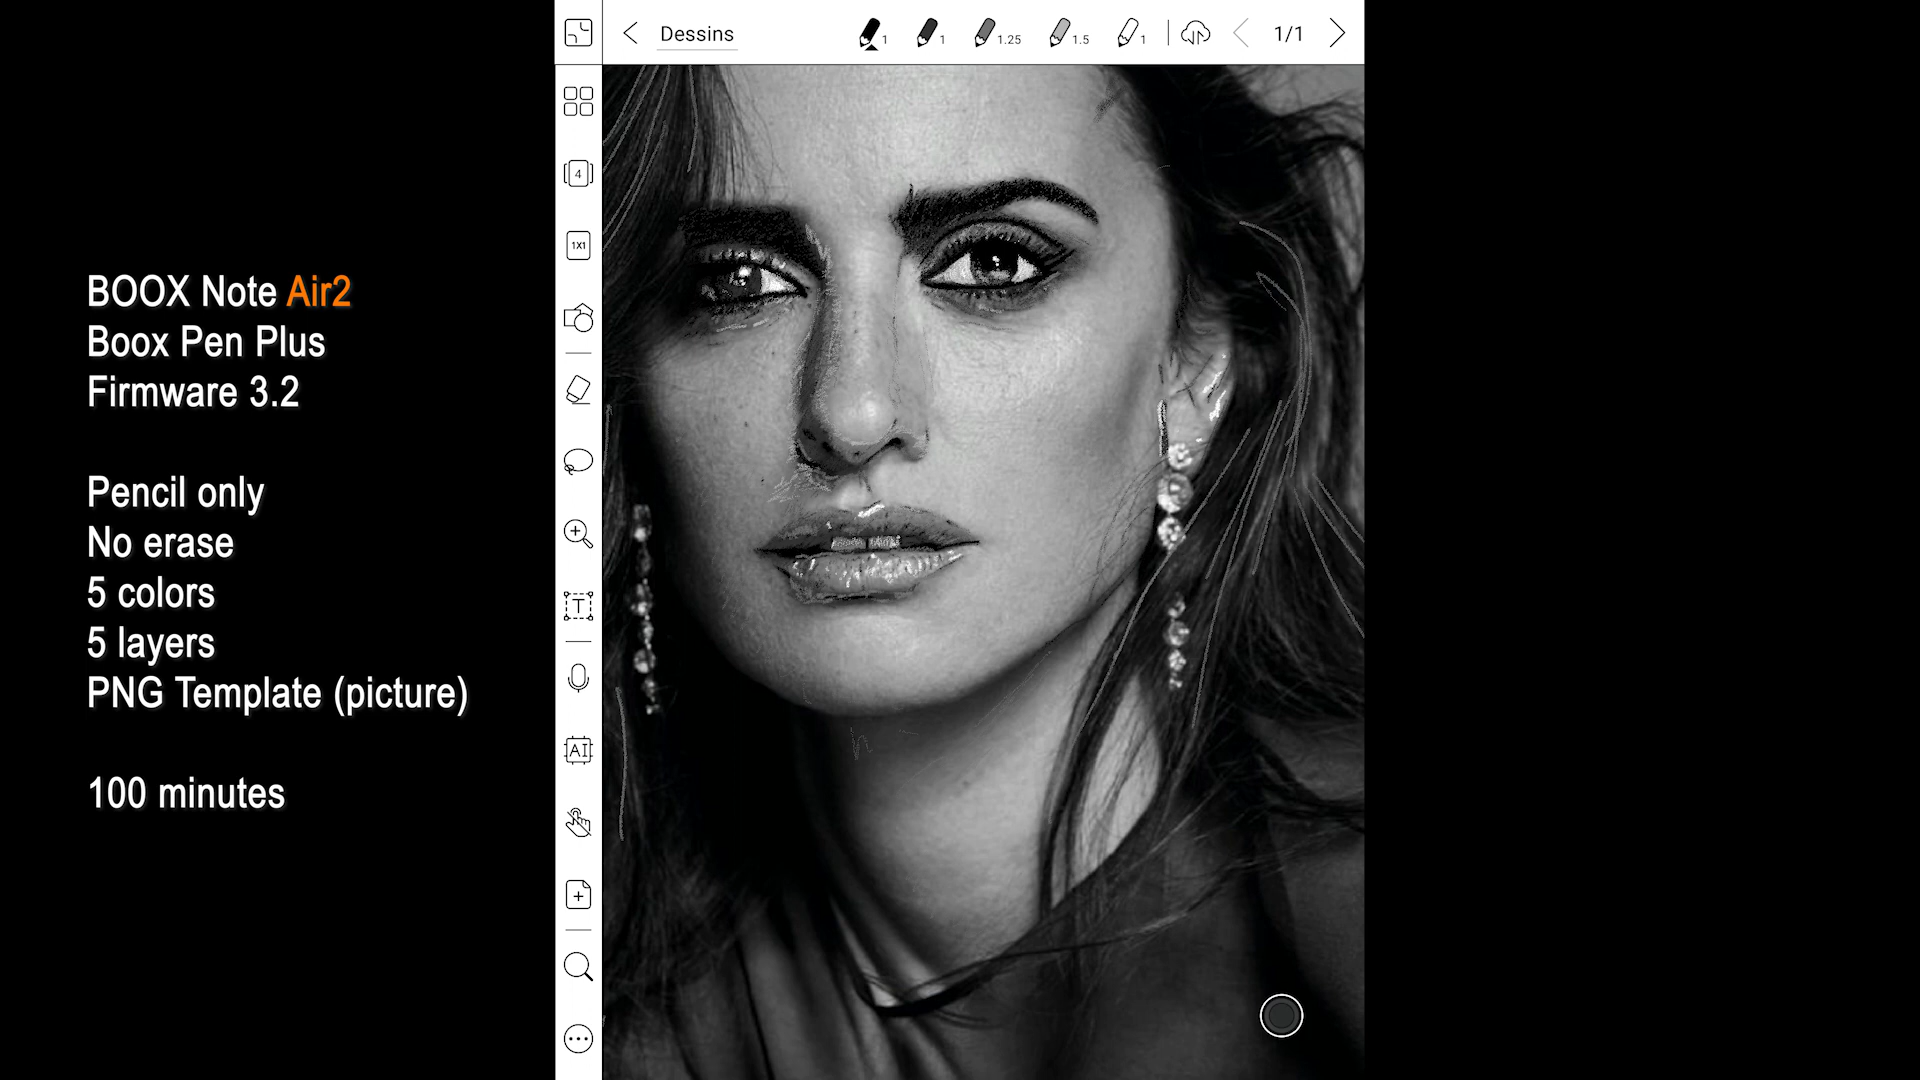 Dessins
1
1
1.25
1.5
1
1/1
4
1X1
T
AI
BOOX Note Air2
Boox Pen Plus
Firmware 3.2
Pencil only
No erase
5 colors
5 layers
PNG Template (picture)
100 minutes